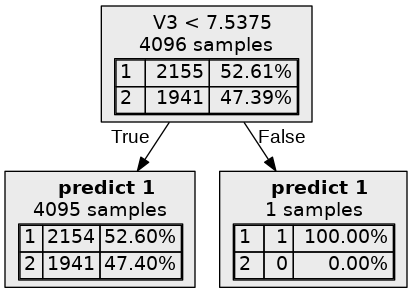 V3 < 7.5375
4096 samples
1 2155 52.61%
2 1941 47.39%
True False
predict 1
4095 samples
1 2154 52.60%
2 1941 47.40%
predict 1
1 samples
1 1 100.00%
2 0 0.00%